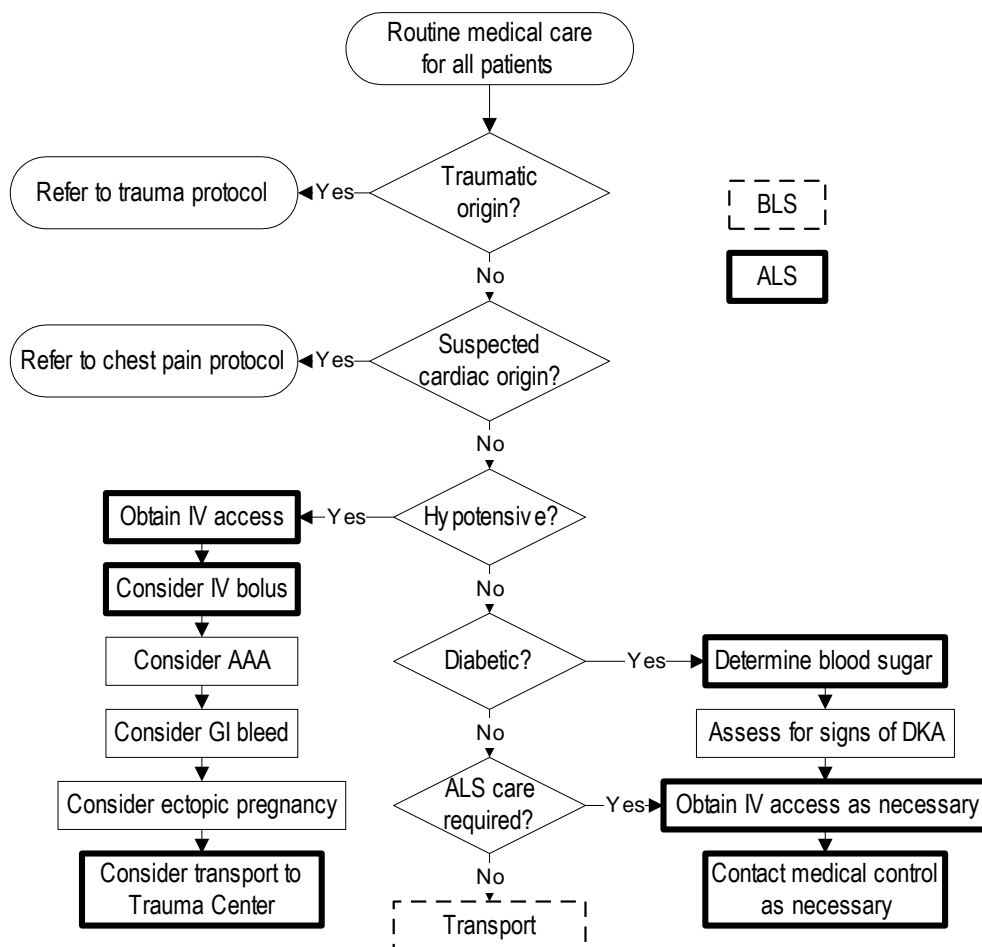 Routine medical care
for all patients
Traumatic
origin?
Yes
Refer to trauma protocol
BLS
ALS
No
Suspected
cardiac origin?
Yes
Refer to chest pain protocol
No
Hypotensive?
Yes
Obtain IV access
Consider IV bolus
Consider AAA
Consider GI bleed
Consider ectopic pregnancy
Consider transport to
Trauma Center
No
Diabetic?
Yes
Determine blood sugar
Assess for signs of DKA
No
ALS care
required?
Yes
Obtain IV access as necessary
Contact medical control
as necessary
No
Transport